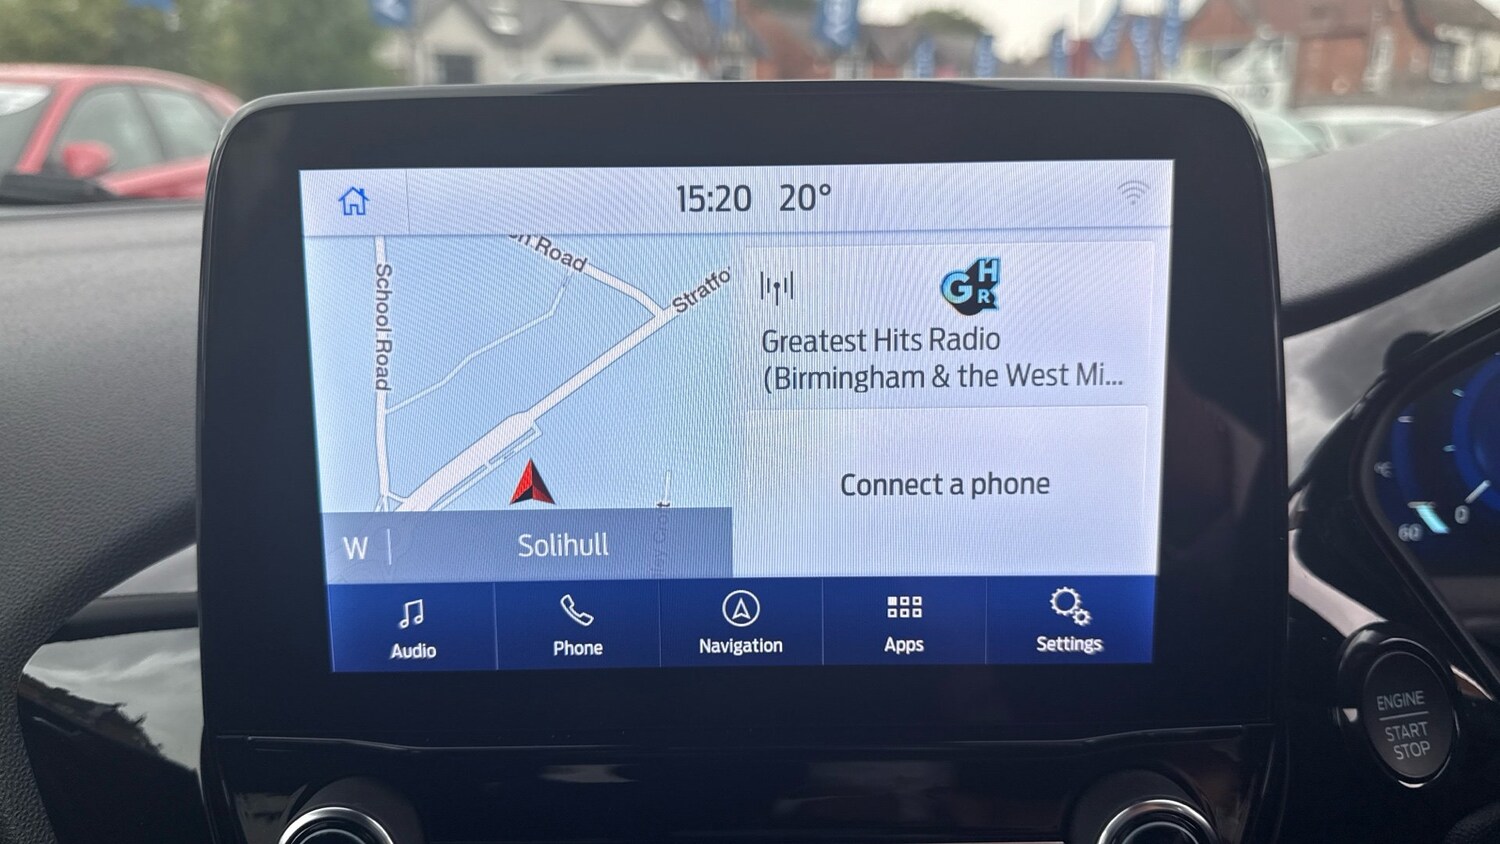 15:20 20°
School Road
Road
Stratfo
GHR
Greatest Hits Radio
(Birmingham & the West Mi...
Connect a phone
W
Solihull
Audio
Phone
Navigation
Apps
Settings
ENGINE
START
STOP
60
0